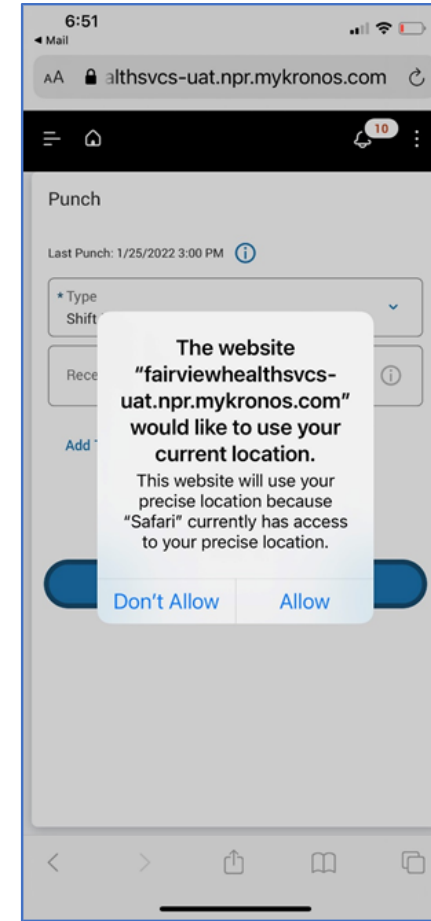 6:51
◄ Mail
AA althsvcs-uat.npr.mykronos.com
10
Punch
Last Punch: 1/25/2022 3:00 PM
* Type
Shift
Rece
Add
The website
“fairviewhealthsvcs-
uat.npr.mykronos.com”
would like to use your
current location.
This website will use your
precise location because
“Safari” currently has access
to your precise location.
Don’t Allow Allow